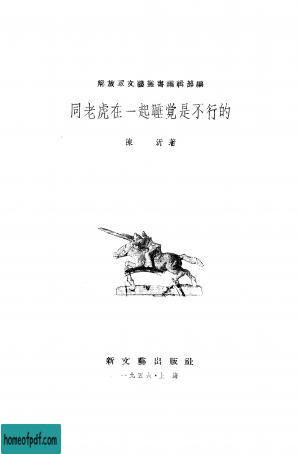 解放军文藝叢書編輯部編
同老虎在一起睡覚是不行的
陳沂著
新文藝出版社
一九五六·上海
homeofpdf.com